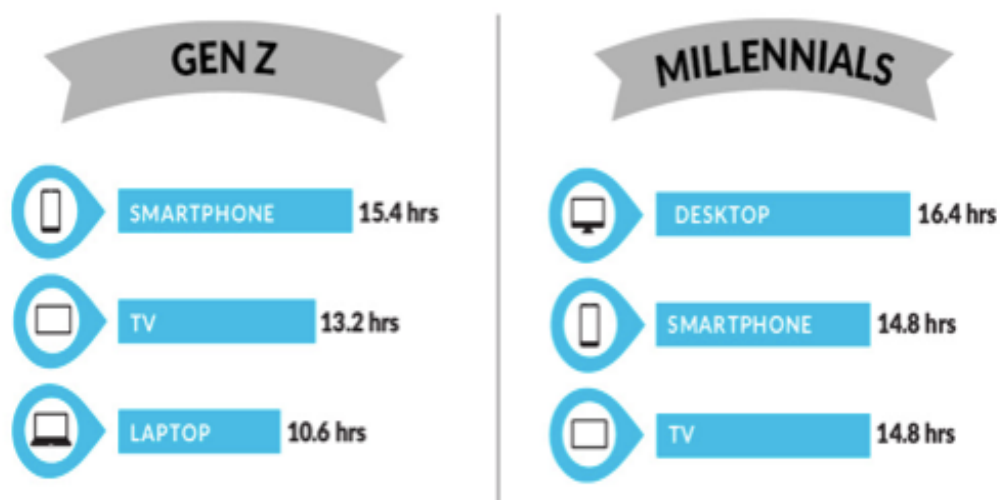 GEN Z
SMARTPHONE 15.4 hrs
TV 13.2 hrs
LAPTOP 10.6 hrs
MILLENNIALS
DESKTOP 16.4 hrs
SMARTPHONE 14.8 hrs
TV 14.8 hrs